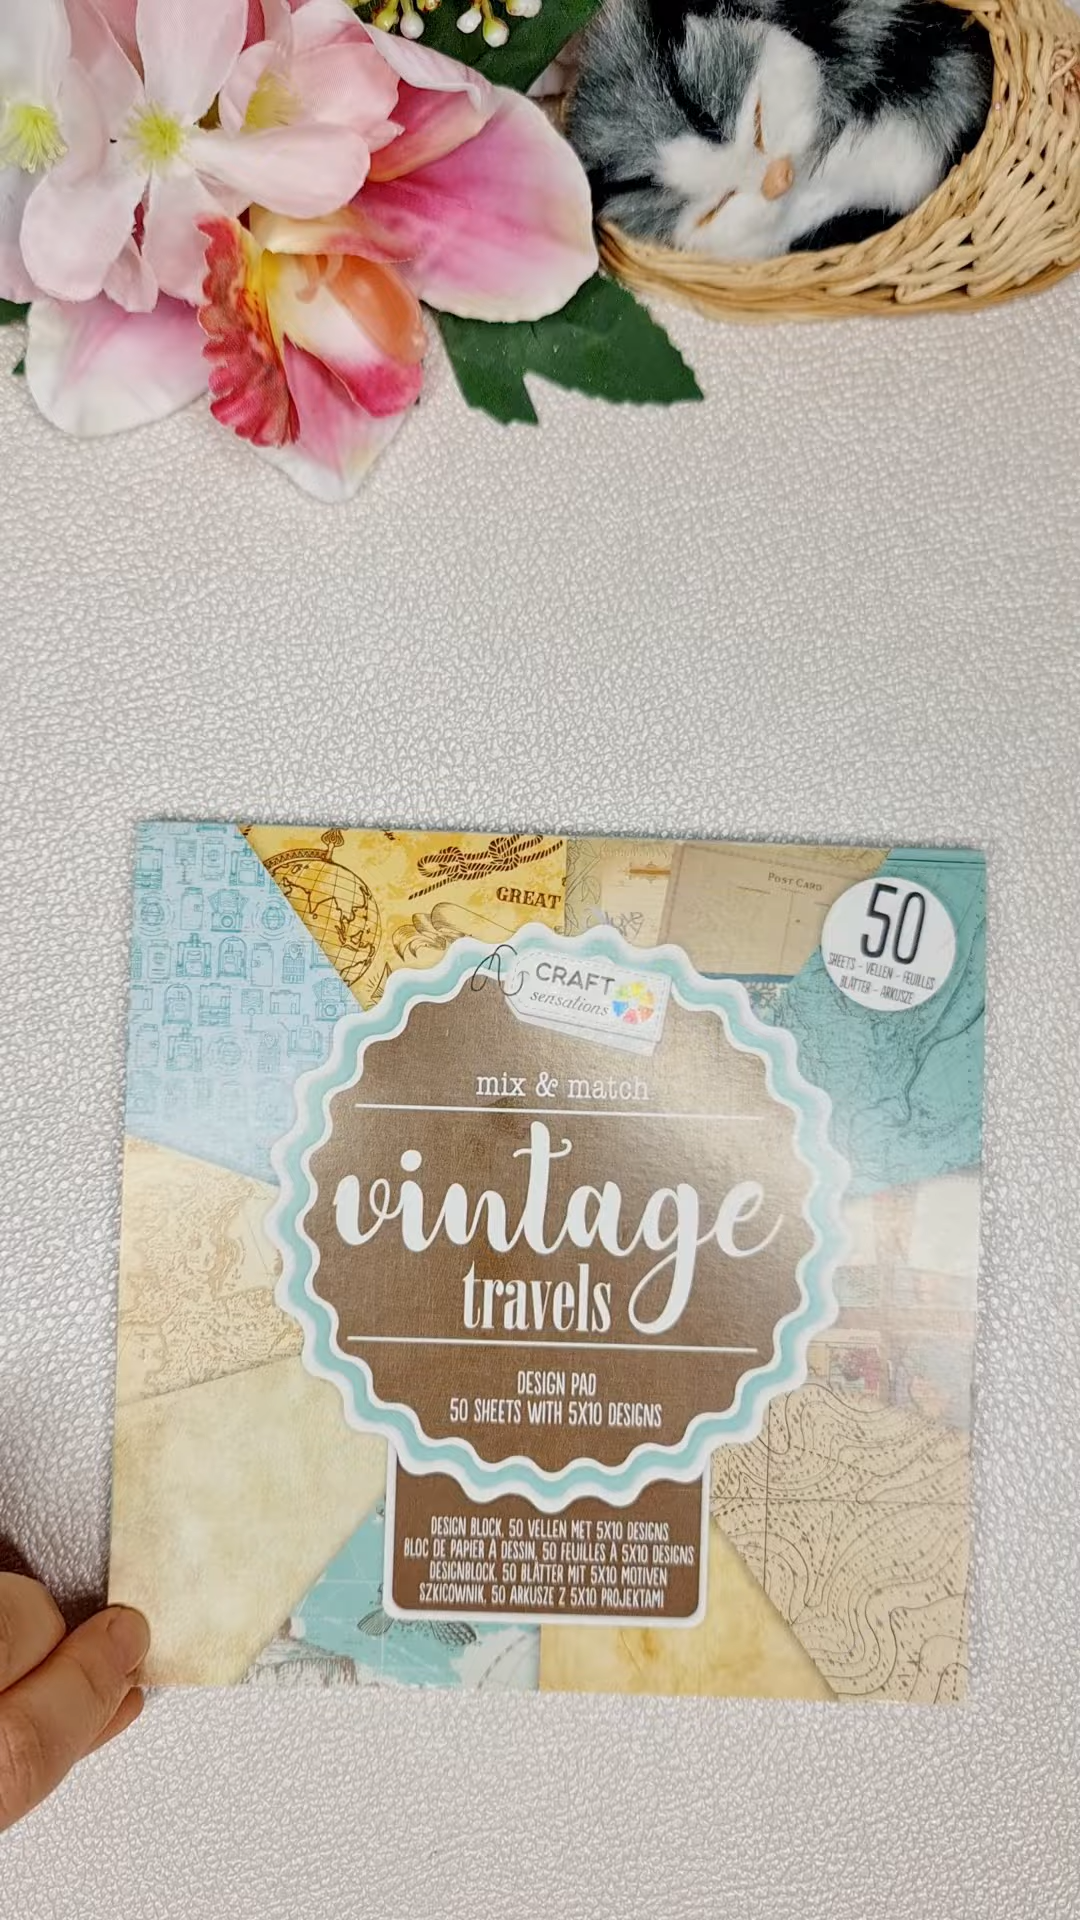 GREAT
POST CARD
50
SHEETS - VELLEN - FEUILLES
BLÄTTER - ARKUSZE
CRAFT
sensations
mix & match
vintage
travels
DESIGN PAD
50 SHEETS WITH 5X10 DESIGNS
DESIGN BLOCK, 50 VELLEN MET 5X10 DESIGNS
BLOC DE PAPIER À DESSIN, 50 FEUILLES À 5X10 DESIGNS
DESIGNBLOCK, 50 BLÄTTER MIT 5X10 MOTIVEN
SZKICOWNIK, 50 ARKUSZE Z 5X10 PROJEKTAMI